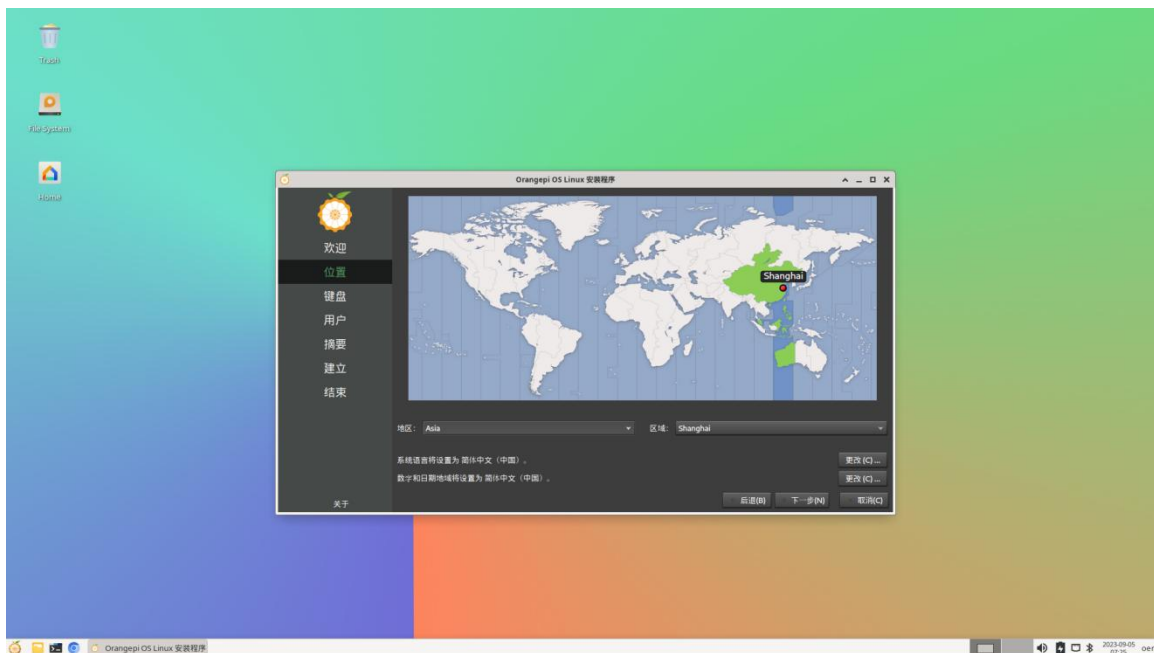 Trash
File System
Home
Orangepi OS Linux 安装程序
欢迎
位置
键盘
用户
摘要
建立
结束
关于
Shanghai
地区: Asia
区域: Shanghai
系统语言将设置为 简体中文（中国）。
更改 (C) ...
数字和日期地域将设置为 简体中文（中国）。
更改 (C) ...
后退(B)
下一步(N)
取消(C)
Orangepi OS Linux 安装程序
2023-09-05
07:25
oem